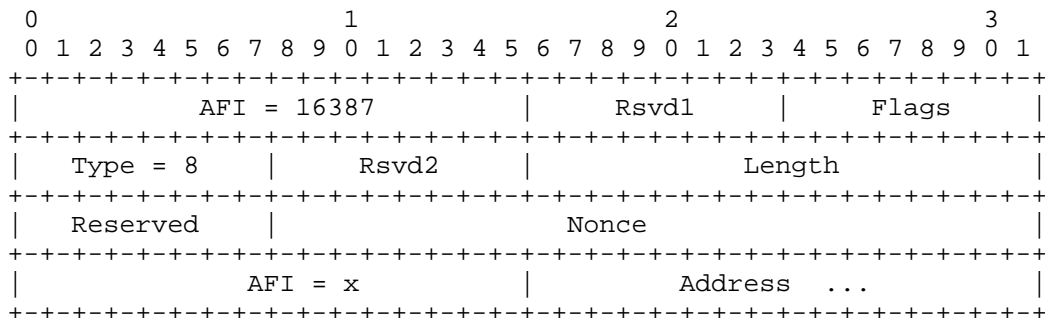 0                   1                   2                   3
 0 1 2 3 4 5 6 7 8 9 0 1 2 3 4 5 6 7 8 9 0 1 2 3 4 5 6 7 8 9 0 1
+-+-+-+-+-+-+-+-+-+-+-+-+-+-+-+-+-+-+-+-+-+-+-+-+-+-+-+-+-+-+-+-+
|           AFI = 16387         |     Rsvd1     |     Flags     |
+-+-+-+-+-+-+-+-+-+-+-+-+-+-+-+-+-+-+-+-+-+-+-+-+-+-+-+-+-+-+-+-+
|   Type = 8    |     Rsvd2     |             Length            |
+-+-+-+-+-+-+-+-+-+-+-+-+-+-+-+-+-+-+-+-+-+-+-+-+-+-+-+-+-+-+-+-+
|   Reserved    |                  Nonce                        |
+-+-+-+-+-+-+-+-+-+-+-+-+-+-+-+-+-+-+-+-+-+-+-+-+-+-+-+-+-+-+-+-+
|              AFI = x          |         Address  ...          |
+-+-+-+-+-+-+-+-+-+-+-+-+-+-+-+-+-+-+-+-+-+-+-+-+-+-+-+-+-+-+-+-+